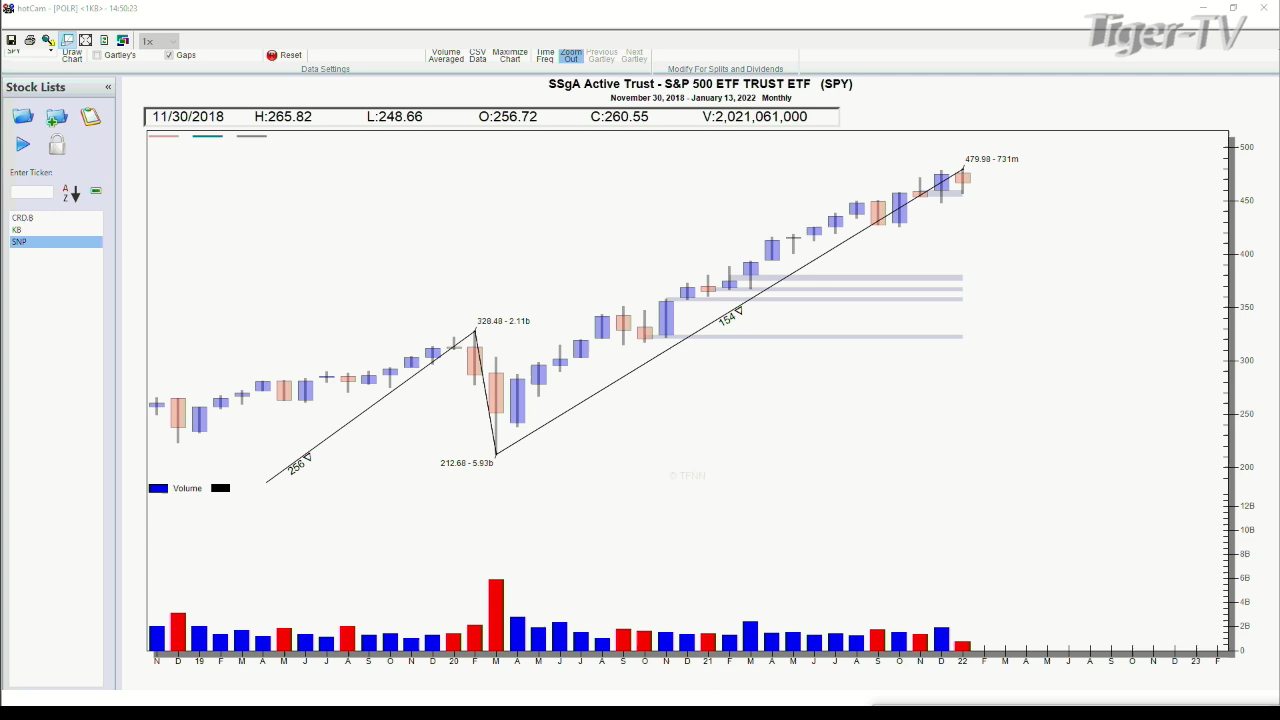 hotCam - [POLR] <1KB> - 14:50:23
Tiger-TV
1x
SPY
Draw
Chart
Gartley's
Gaps
Reset
Volume
Averaged
CSV
Data
Maximize
Chart
Time
Freq
Zoom
Out
Previous
Gartley
Next
Gartley
Data Settings
Modify For Splits and Dividends
Stock Lists «
SSgA Active Trust - S&P 500 ETF TRUST ETF (SPY)
November 30, 2018 - January 13, 2022 Monthly
11/30/2018 H:265.82 L:248.66 O:256.72 C:260.55 V:2,021,061,000
Enter Ticker:
A
Z
CRD.B
KB
SNP
479.98 - 731m
328.48 - 2.11b
212.68 - 5.93b
256
154
© TFNN
500
450
400
350
300
250
200
Volume
12B
10B
8B
6B
4B
2B
0
N D 19 F M A M J J A S O N D 20 F M A M J J A S O N D 21 F M A M J J A S O N D 22 F M A M J J A S O N D 23 F